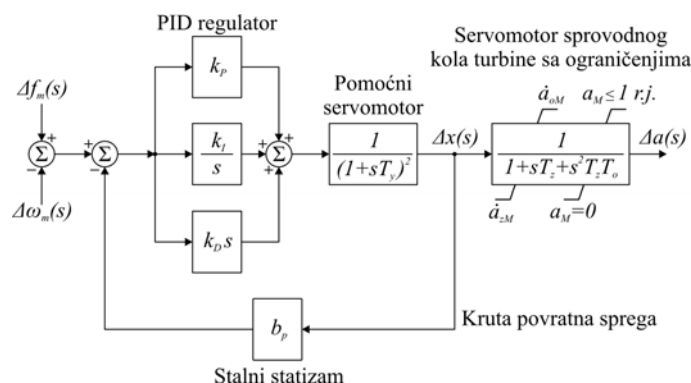 PID regulator
Servomotor sprovodnog
kola turbine sa ograničenjima
k_P
Pomoćni
servomotor
ȧ_oM
a_M ≤ 1 r.j.
Δf_m(s)
+
+
+
−
Σ
−
Σ
k_I
s
+
Σ
+
1
(1+sT_y)^2
Δx(s)
1
1+sT_z+s^2T_zT_o
Δa(s)
Δω_m(s)
ȧ_zM
a_M=0
k_D s
b_p
Kruta povratna sprega
Stalni statizam